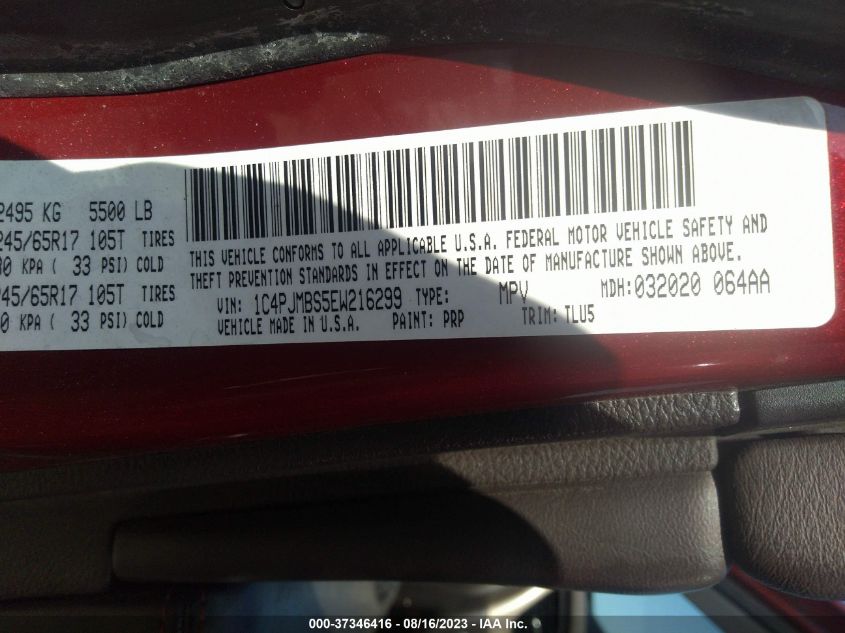 2495 KG 5500 LB
245/65R17 105T TIRES
30 KPA ( 33 PSI) COLD
245/65R17 105T TIRES
0 KPA ( 33 PSI) COLD
THIS VEHICLE CONFORMS TO ALL APPLICABLE U.S.A. FEDERAL MOTOR VEHICLE SAFETY AND
THEFT PREVENTION STANDARDS IN EFFECT ON THE DATE OF MANUFACTURE SHOWN ABOVE.
VIN: 1C4PJMBS5EW216299 TYPE: MPV MDH:032020 064AA
VEHICLE MADE IN U.S.A. PAINT: PRP TRIM: TLU5
000-37346416 - 08/16/2023 - IAA Inc.